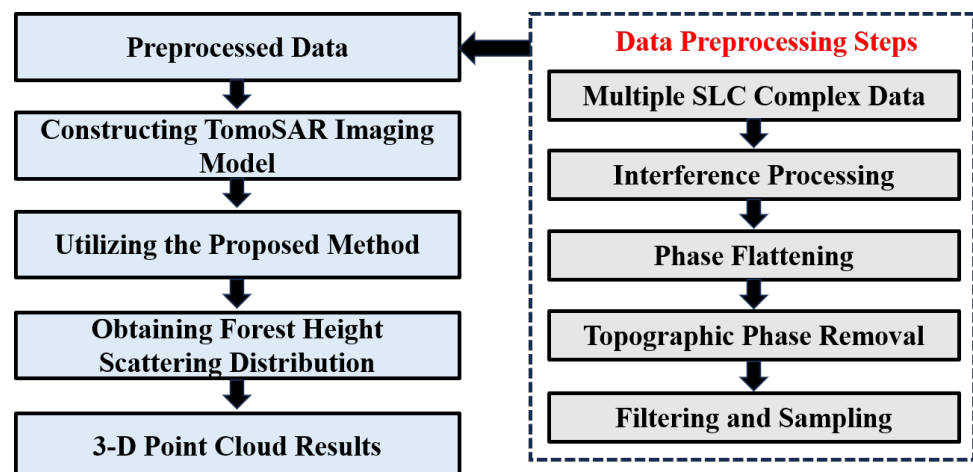 Preprocessed Data
Constructing TomoSAR Imaging
Model
Utilizing the Proposed Method
Obtaining Forest Height
Scattering Distribution
3-D Point Cloud Results
Data Preprocessing Steps
Multiple SLC Complex Data
Interference Processing
Phase Flattening
Topographic Phase Removal
Filtering and Sampling